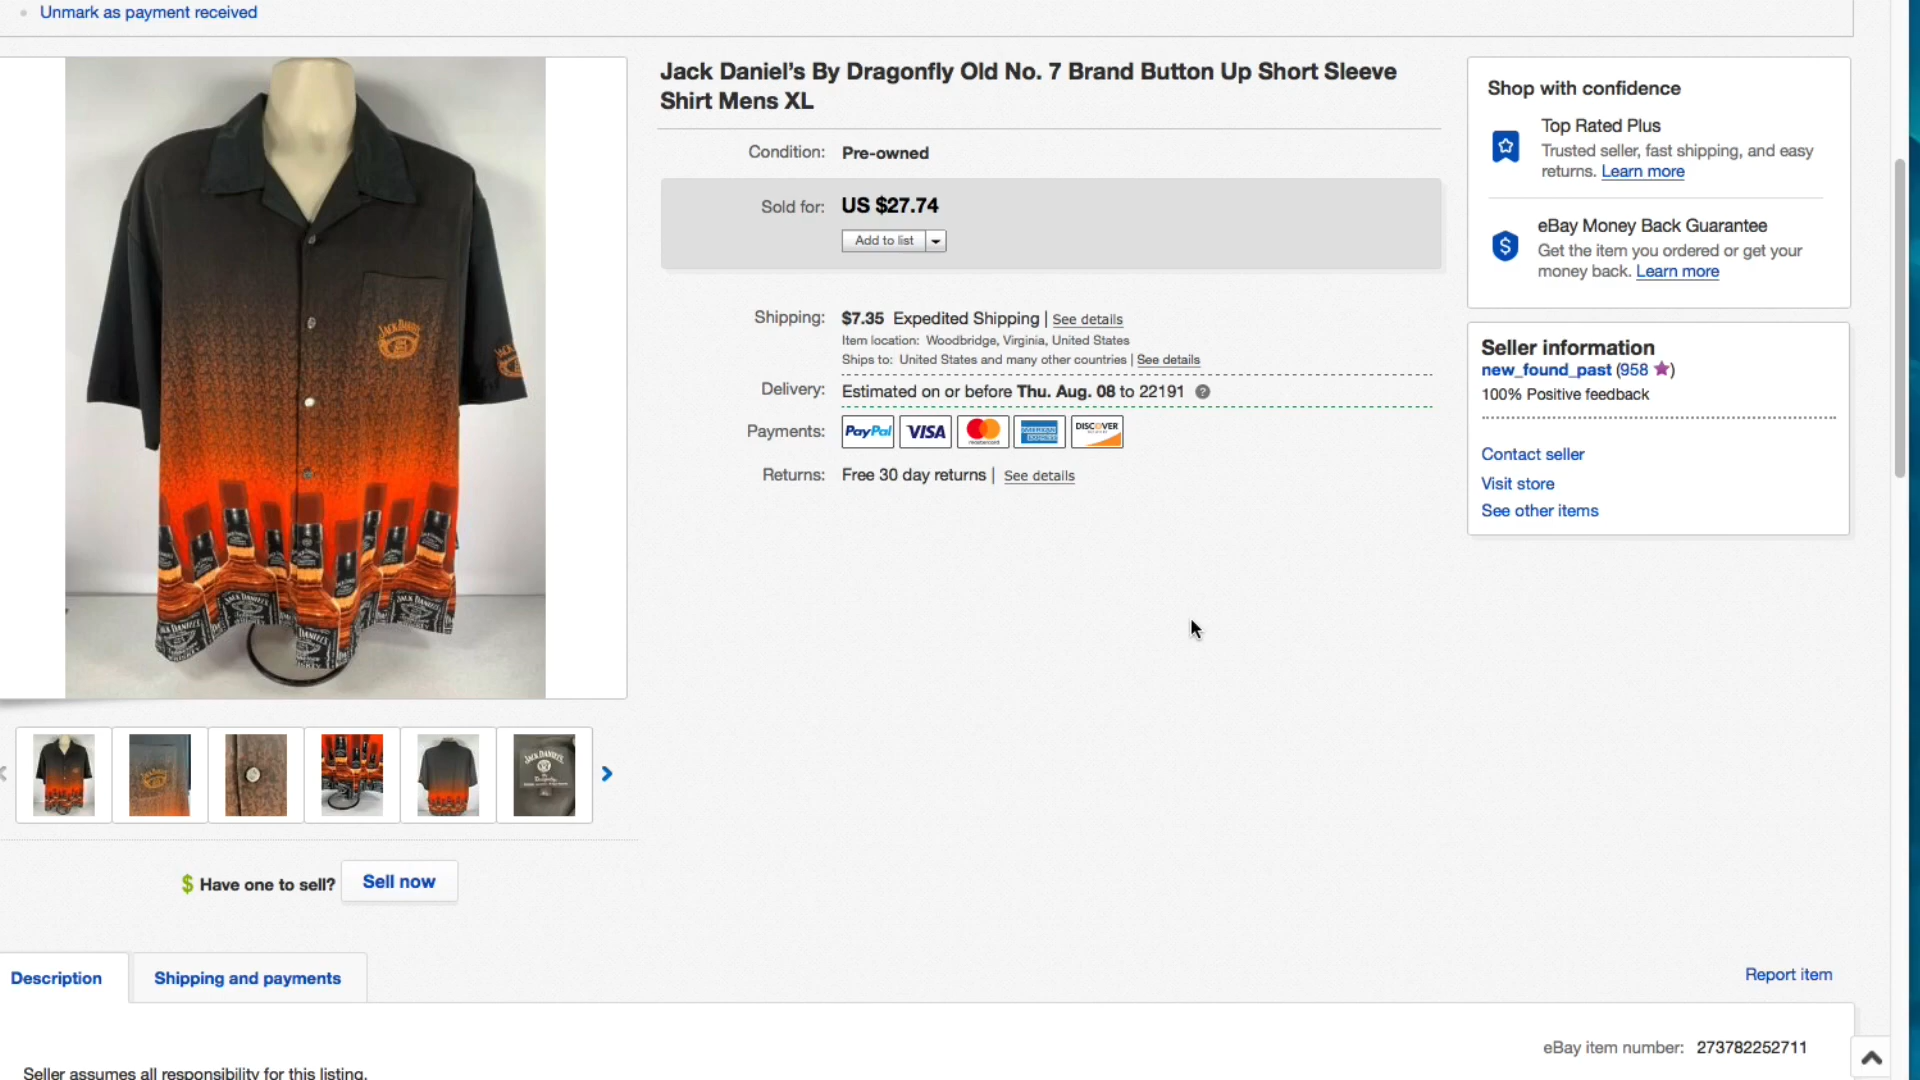 Unmark as payment received
Jack Daniel’s By Dragonfly Old No. 7 Brand Button Up Short Sleeve
Shirt Mens XL
Condition: Pre-owned
Sold for: US $27.74
Add to list
Shipping: $7.35 Expedited Shipping | See details
Item location: Woodbridge, Virginia, United States
Ships to: United States and many other countries | See details
Delivery: Estimated on or before Thu. Aug. 08 to 22191 ?
Payments: PayPal VISA mastercard AMERICAN EXPRESS DISCOVER
Returns: Free 30 day returns | See details
Shop with confidence
Top Rated Plus
Trusted seller, fast shipping, and easy
returns. Learn more
eBay Money Back Guarantee
Get the item you ordered or get your
money back. Learn more
Seller information
new_found_past (958)
100% Positive feedback
Contact seller
Visit store
See other items
$ Have one to sell? Sell now
Description
Shipping and payments
Report item
eBay item number: 273782252711
Seller assumes all responsibility for this listing.